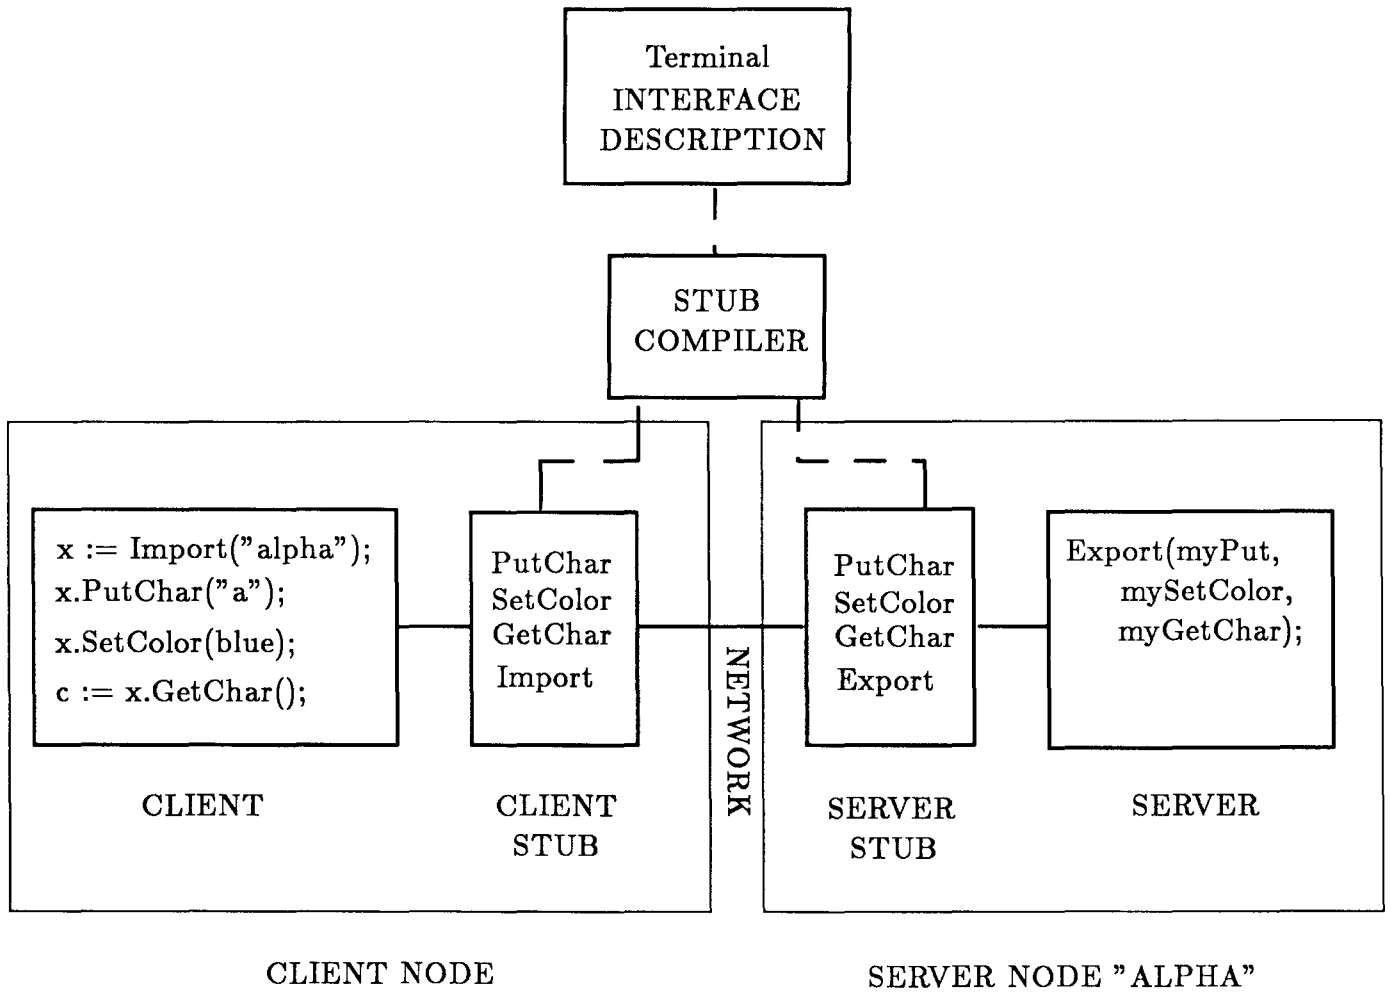 Terminal
INTERFACE
DESCRIPTION
STUB
COMPILER
x := Import("alpha");
x.PutChar("a");
x.SetColor(blue);
c := x.GetChar();
CLIENT
PutChar
SetColor
GetChar
Import
CLIENT
STUB
NETWORK
PutChar
SetColor
GetChar
Export
SERVER
STUB
Export(myPut,
mySetColor,
myGetChar);
SERVER
CLIENT NODE
SERVER NODE "ALPHA"